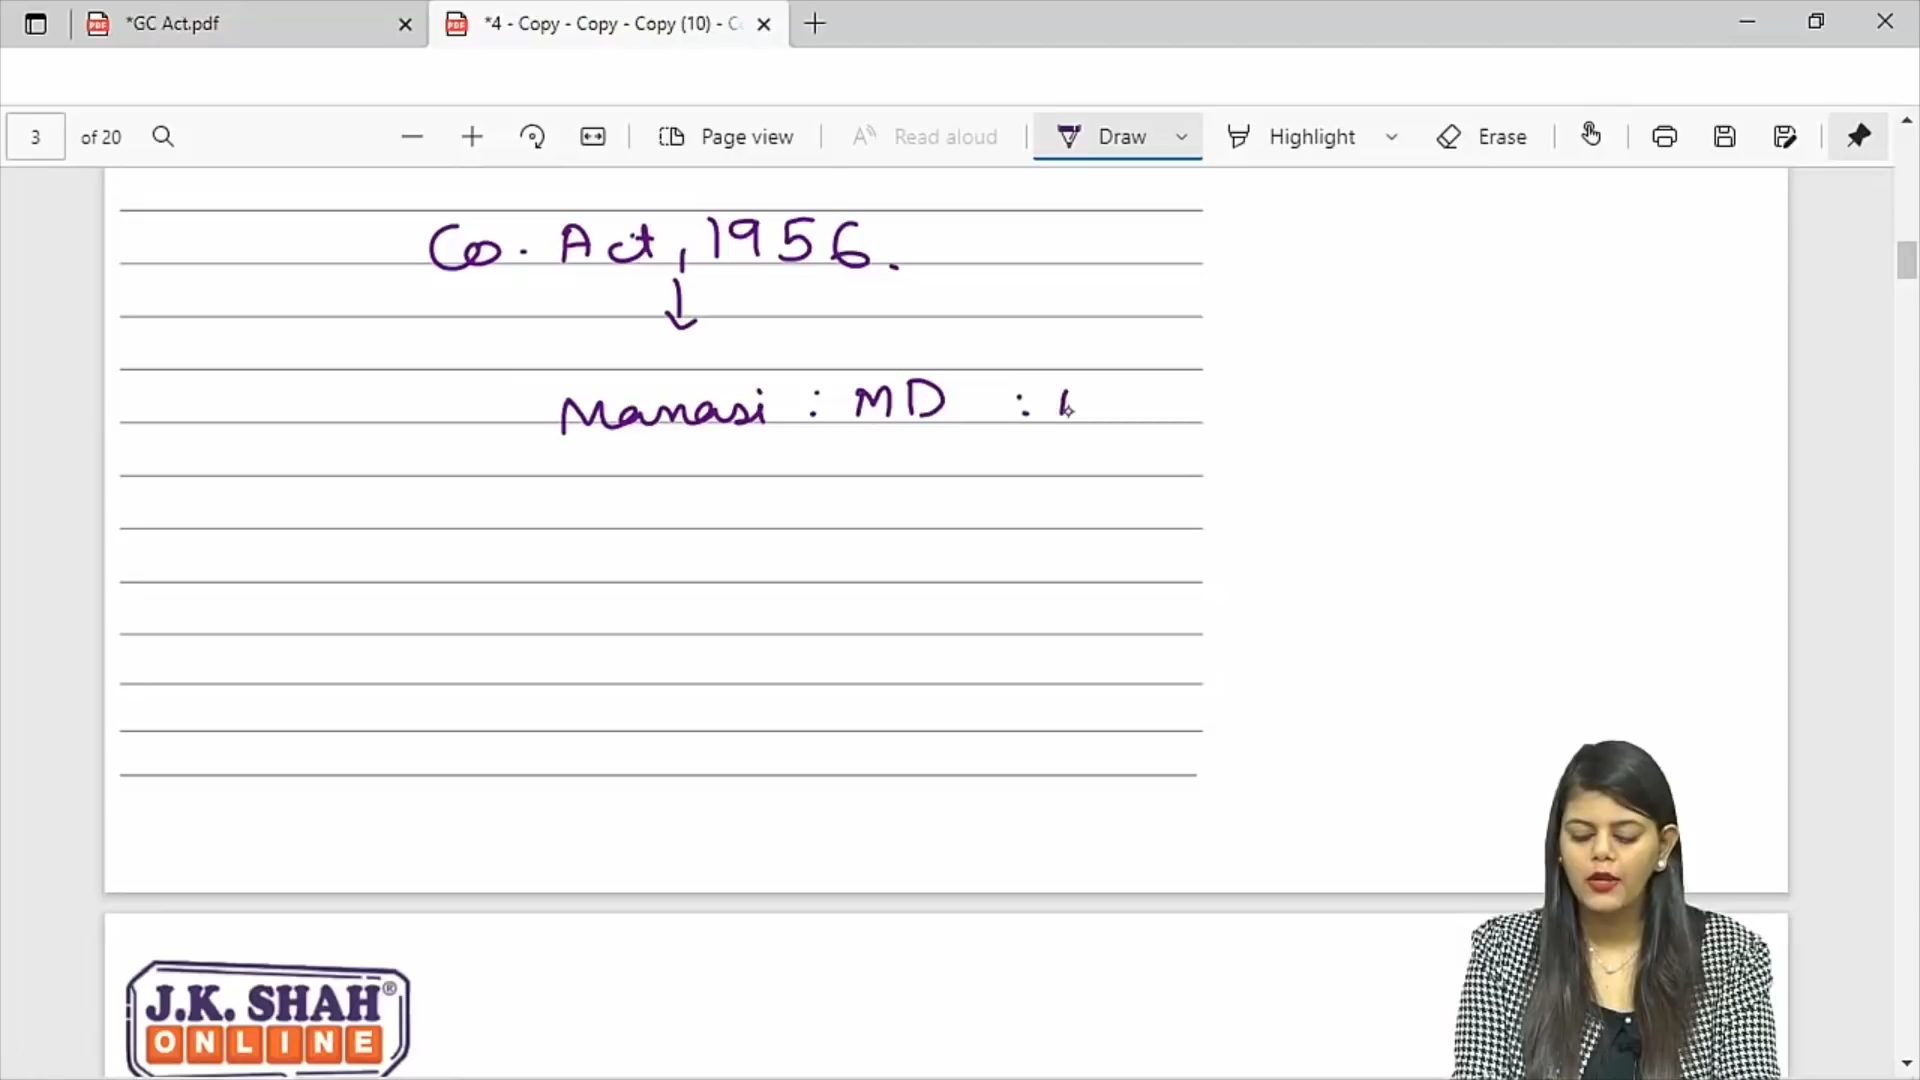 *GC Act.pdf
*4 - Copy - Copy - Copy (10) - C
3 of 20 Page view Read aloud Draw Highlight Erase
Co. Act, 1956.
Manasi : MD :
J.K. SHAH®
ONLINE